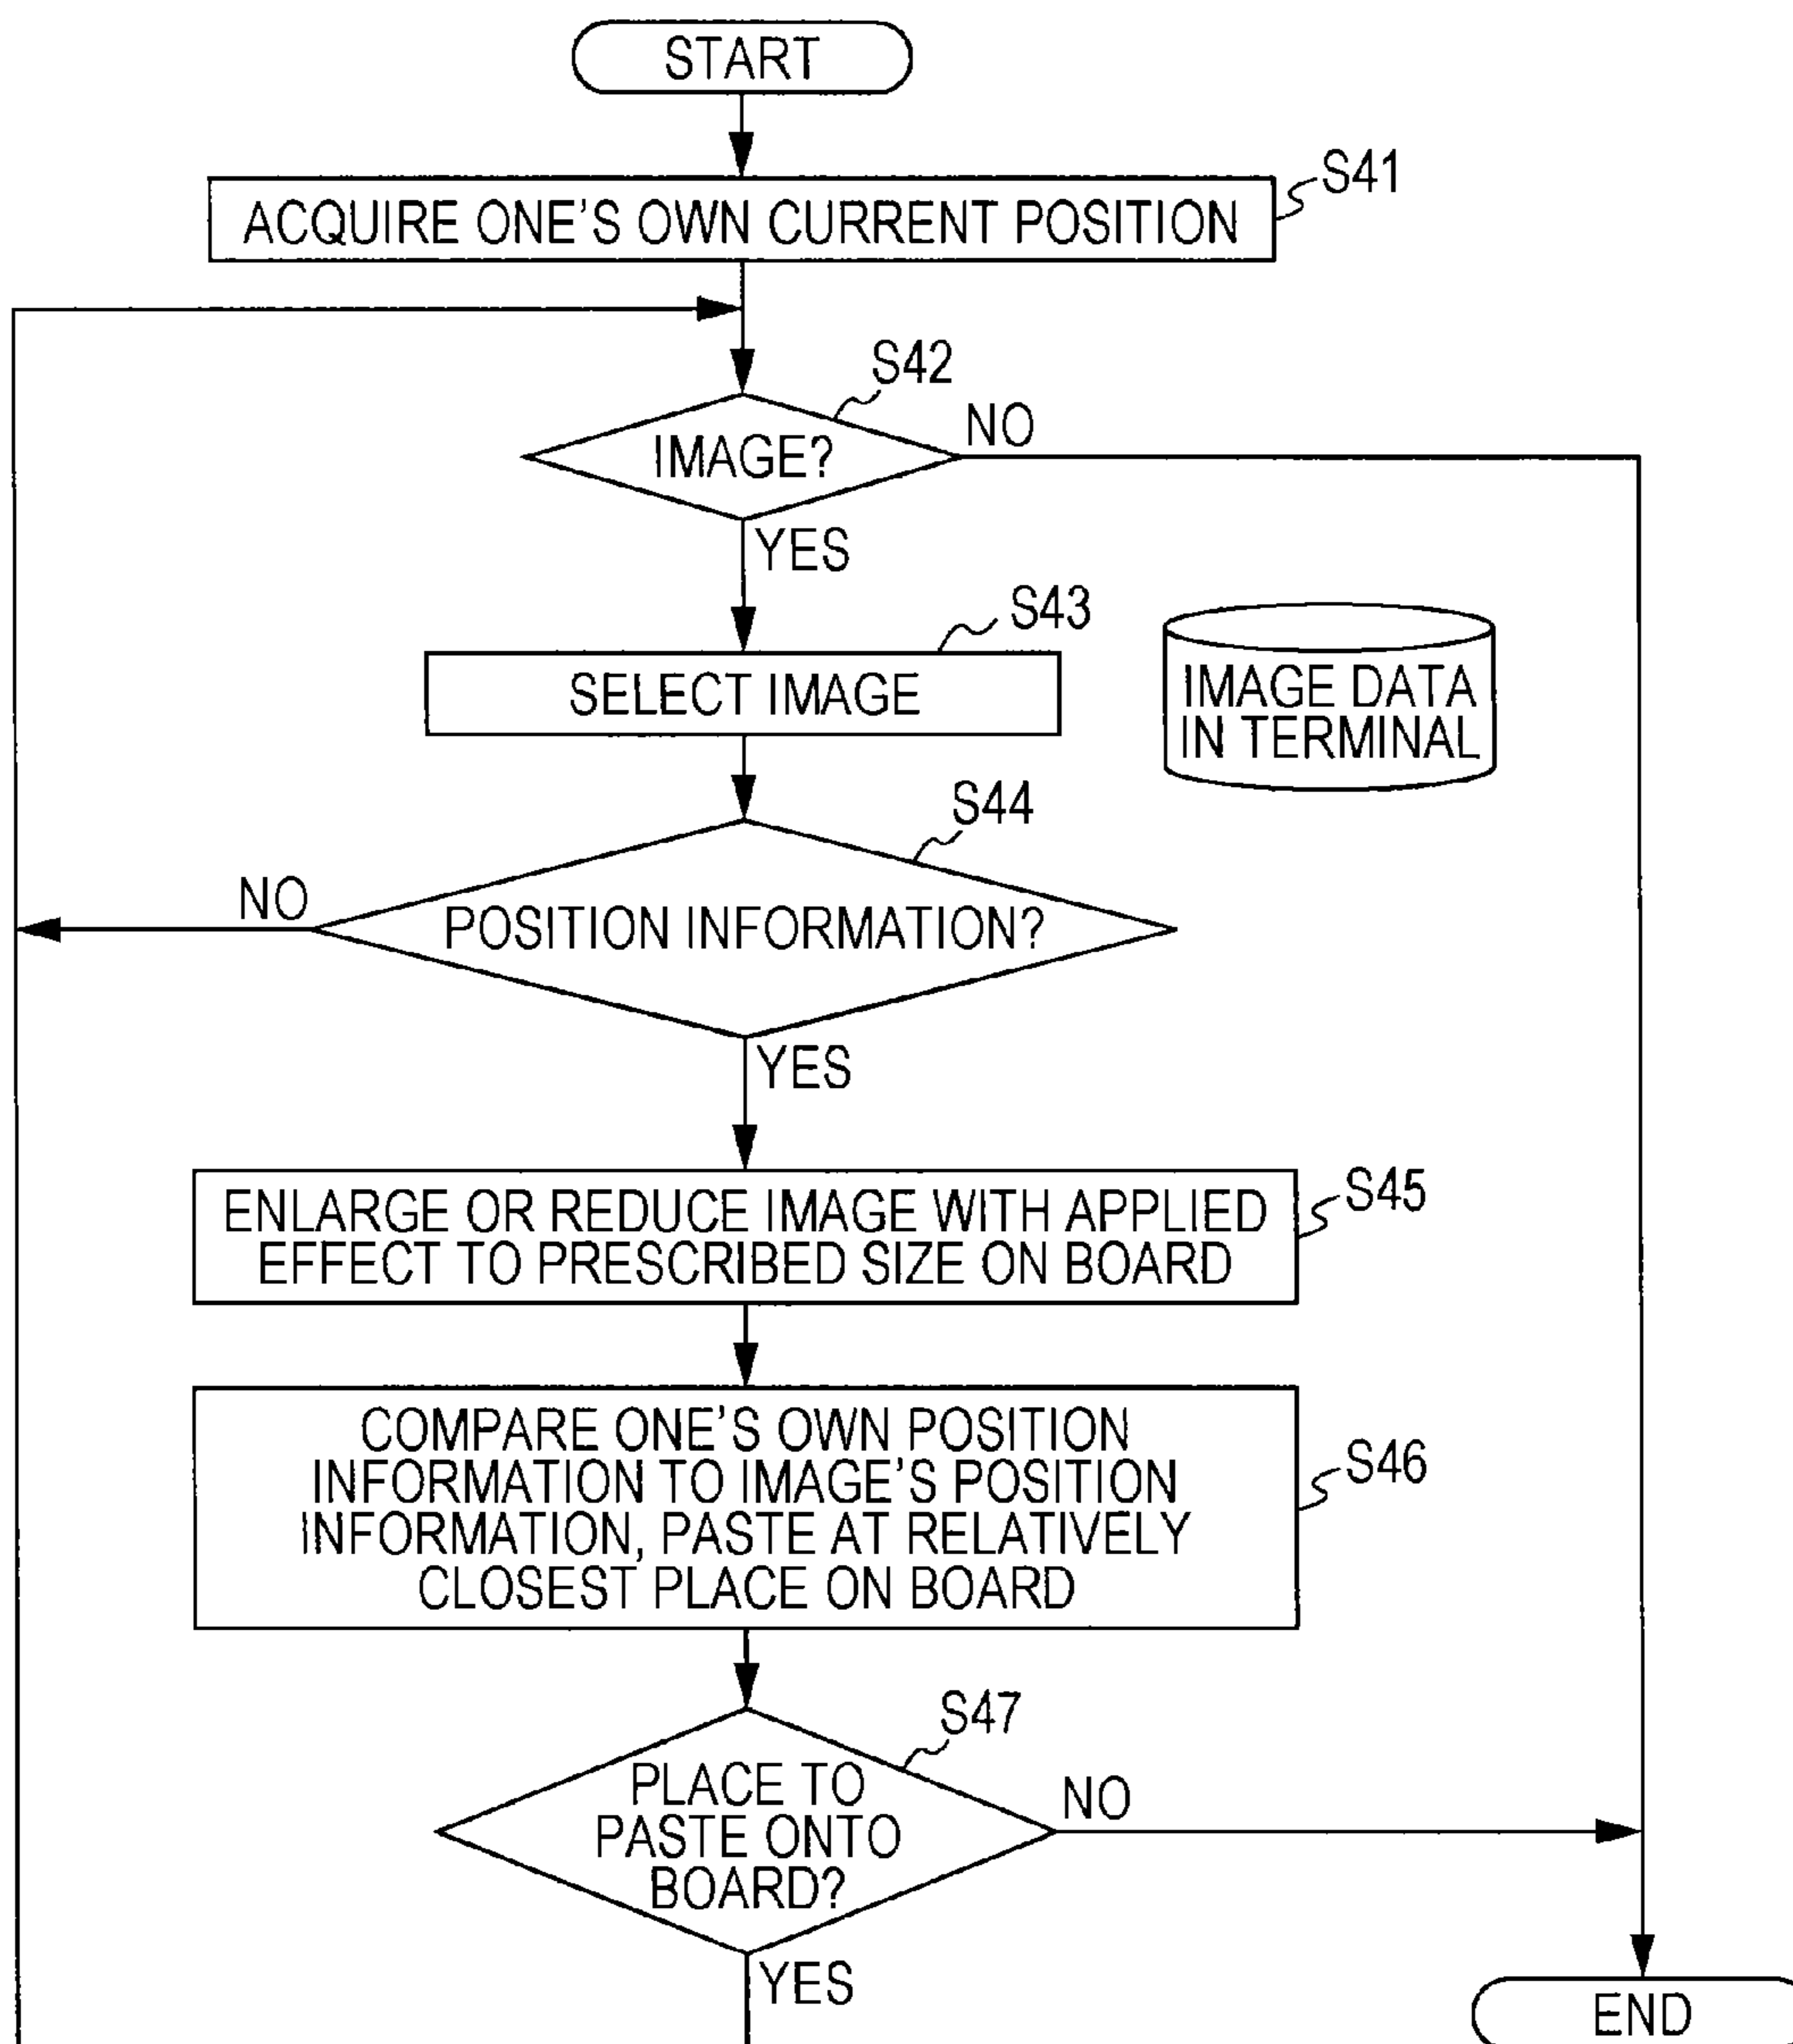 START
S41
ACQUIRE ONE'S OWN CURRENT POSITION
S42
IMAGE?
NO
YES
S43
SELECT IMAGE
IMAGE DATA
IN TERMINAL
S44
NO
POSITION INFORMATION?
YES
S45
ENLARGE OR REDUCE IMAGE WITH APPLIED
EFFECT TO PRESCRIBED SIZE ON BOARD
S46
COMPARE ONE'S OWN POSITION
INFORMATION TO IMAGE'S POSITION
INFORMATION, PASTE AT RELATIVELY
CLOSEST PLACE ON BOARD
S47
PLACE TO
PASTE ONTO
BOARD?
NO
YES
END